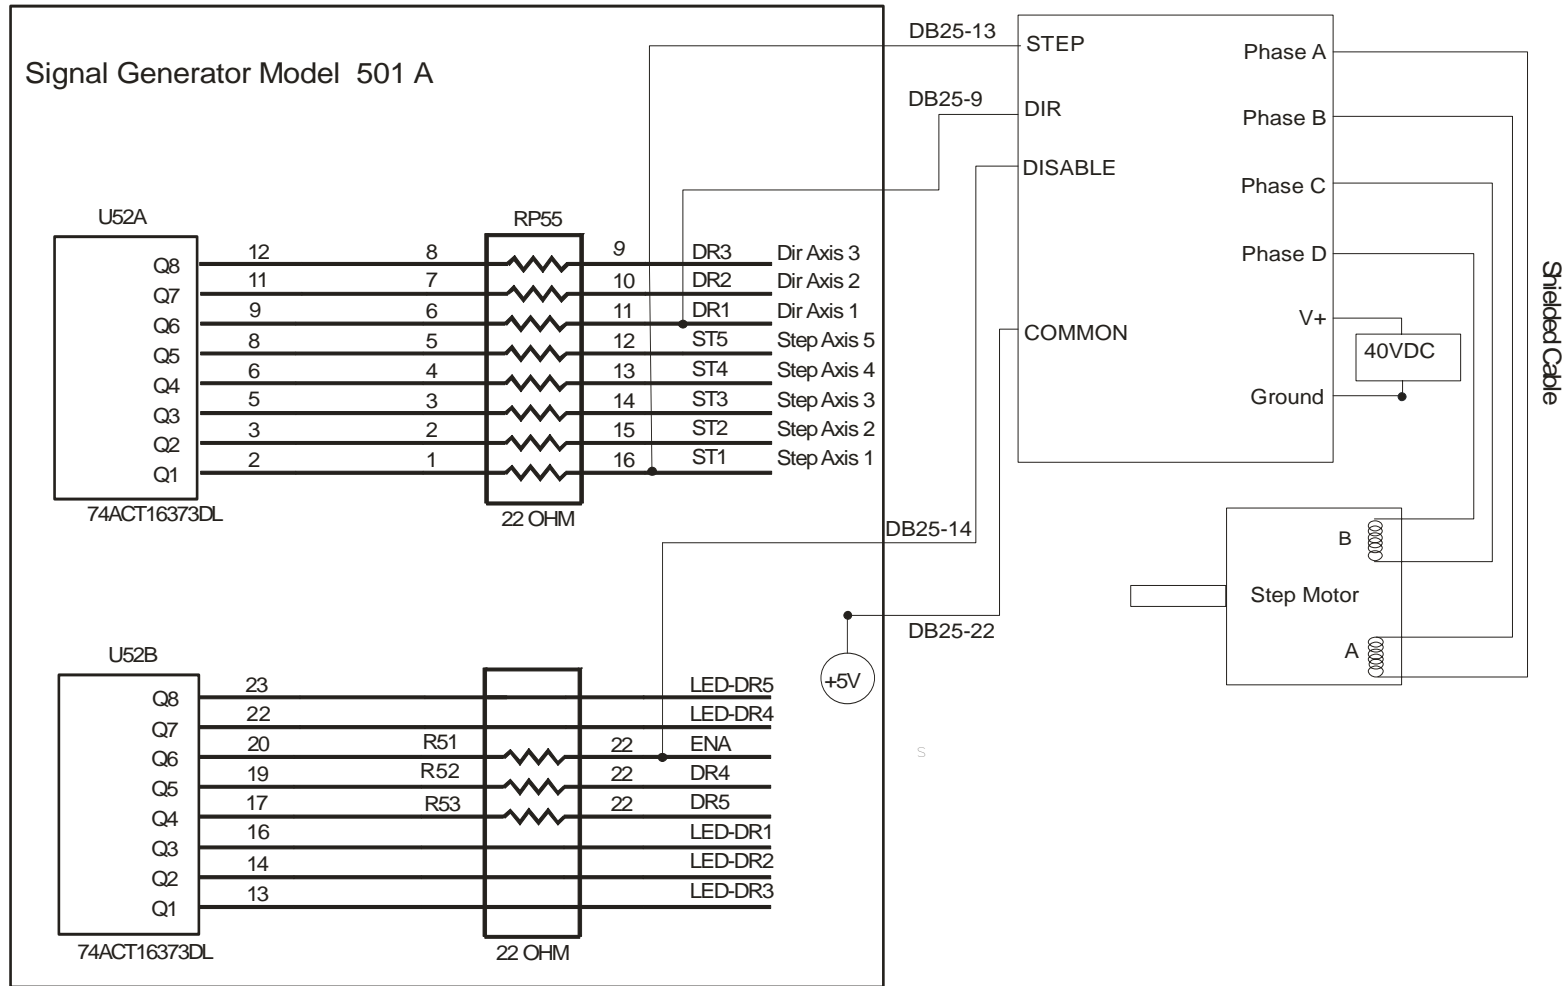 Signal Generator Model 501 A
DB25-13
STEP
Phase A
DB25-9
DIR
Phase B
DISABLE
Phase C
Phase D
V+
COMMON
40VDC
Ground
Shielded Cable
U52A
RP55
Q8 12 8 9 DR3 Dir Axis 3
Q7 11 7 10 DR2 Dir Axis 2
Q6 9 6 11 DR1 Dir Axis 1
Q5 8 5 12 ST5 Step Axis 5
Q4 6 4 13 ST4 Step Axis 4
Q3 5 3 14 ST3 Step Axis 3
Q2 3 2 15 ST2 Step Axis 2
Q1 2 1 16 ST1 Step Axis 1
74ACT16373DL
22 OHM
DB25-14
B
Step Motor
A
DB25-22
+5V
U52B
Q8 23 LED-DR5
Q7 22 LED-DR4
Q6 20 R51 22 ENA
Q5 19 R52 22 DR4
Q4 17 R53 22 DR5
Q3 16 LED-DR1
Q2 14 LED-DR2
Q1 13 LED-DR3
74ACT16373DL
22 OHM
s